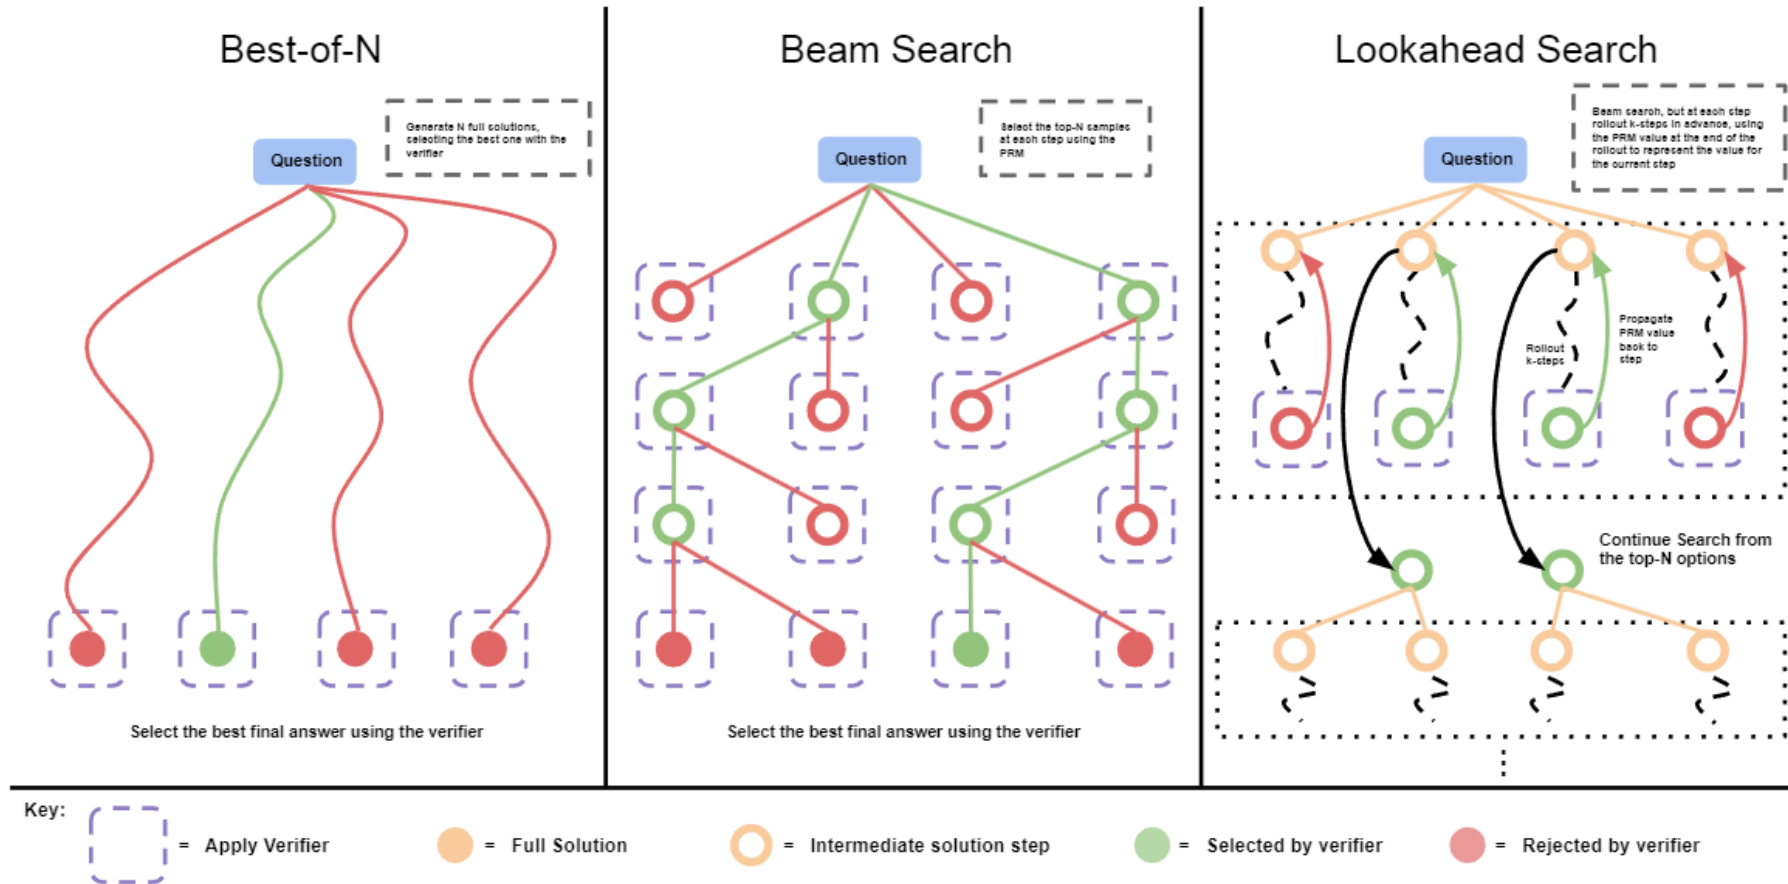 Best-of-N
Generate N full solutions,
selecting the best one with the
verifier
Question
Select the best final answer using the verifier
Beam Search
Select the top-N samples
at each step using the
PRM
Question
Select the best final answer using the verifier
Lookahead Search
Beam search, but at each step
rollout k-steps in advance, using
the PRM value at the end of the
rollout to represent the value for
the current step
Question
Rollout
k-steps
Propagate
PRM value
back to
step
Continue Search from
the top-N options
Key:
= Apply Verifier
= Full Solution
= Intermediate solution step
= Selected by verifier
= Rejected by verifier